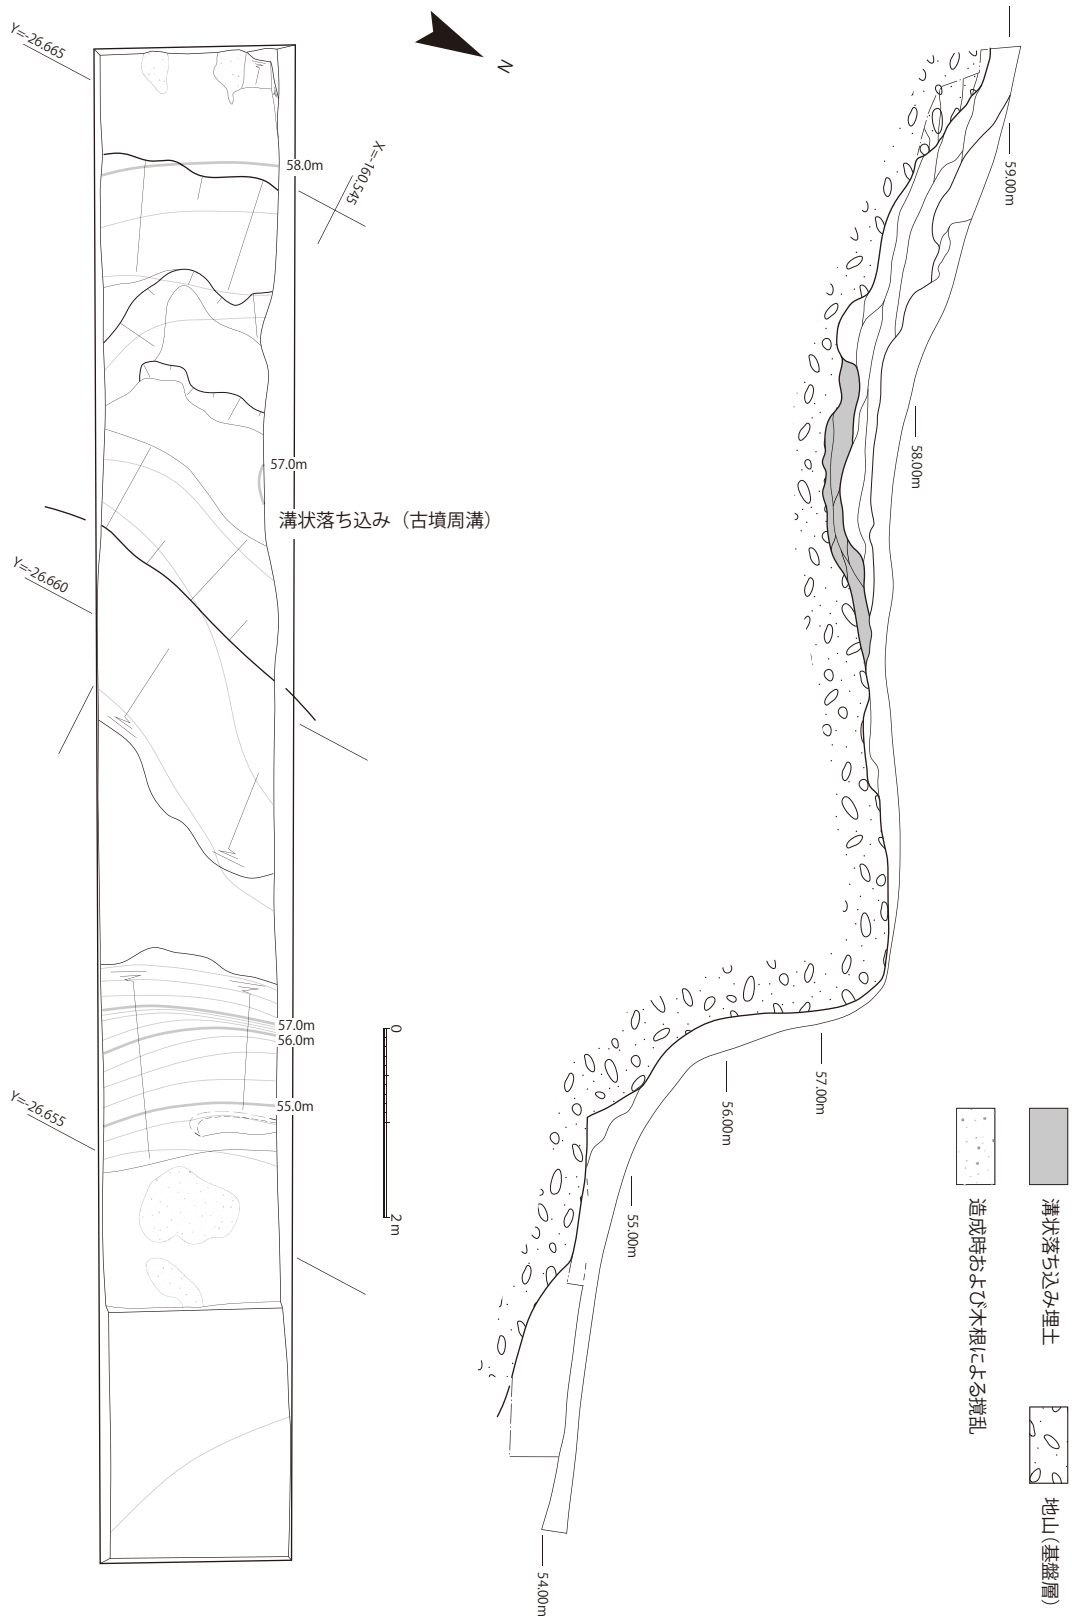 Y=-26.665
N
59.00m
58.0m
X=-160.545
58.00m
57.0m
溝状落ち込み（古墳周溝）
Y=-26.660
57.0m
56.0m
0
57.00m
56.00m
55.0m
Y=-26.655
2m
55.00m
54.00m
溝状落ち込み埋土
造成時および木根による撹乱
地山（基盤層）